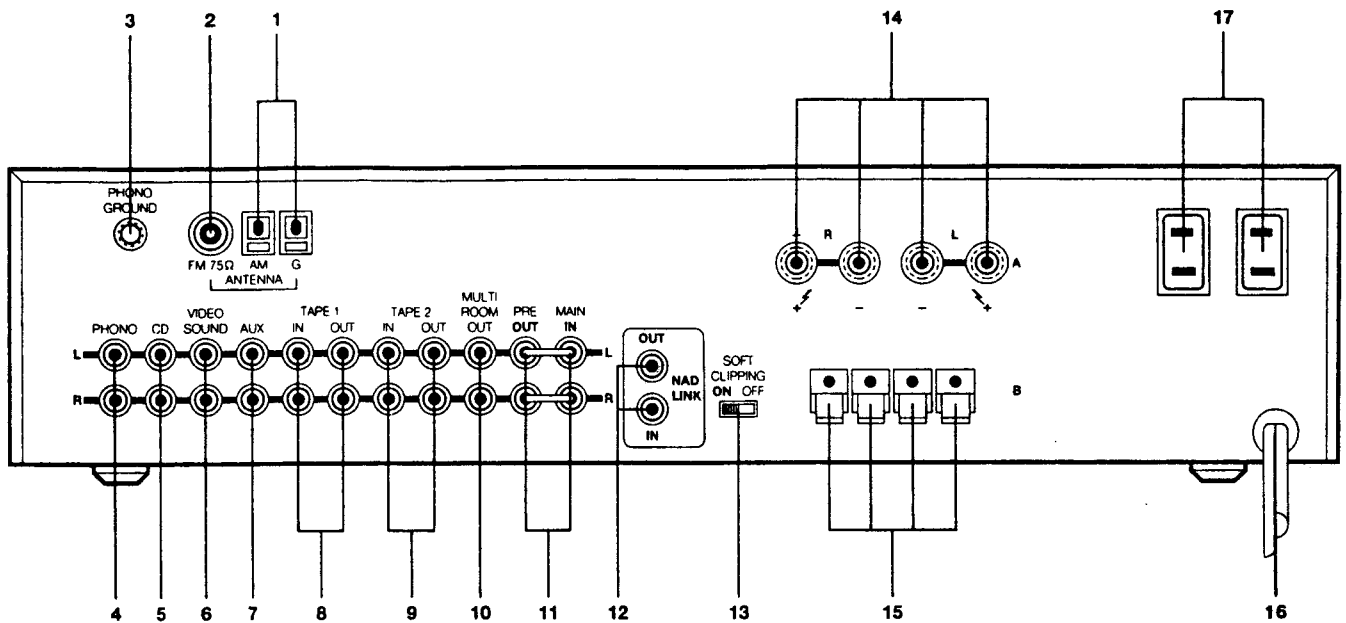 3 2 1 14 17
PHONO
GROUND
FM 75Ω AM G
ANTENNA
R L A
+ − − +
PHONO CD VIDEO
SOUND AUX TAPE 1
IN OUT TAPE 2
IN OUT MULTI
ROOM
OUT PRE
OUT MAIN
IN
L L
R R
OUT
NAD
LINK
IN
SOFT
CLIPPING
ON OFF
B
4 5 6 7 8 9 10 11 12 13 15 16